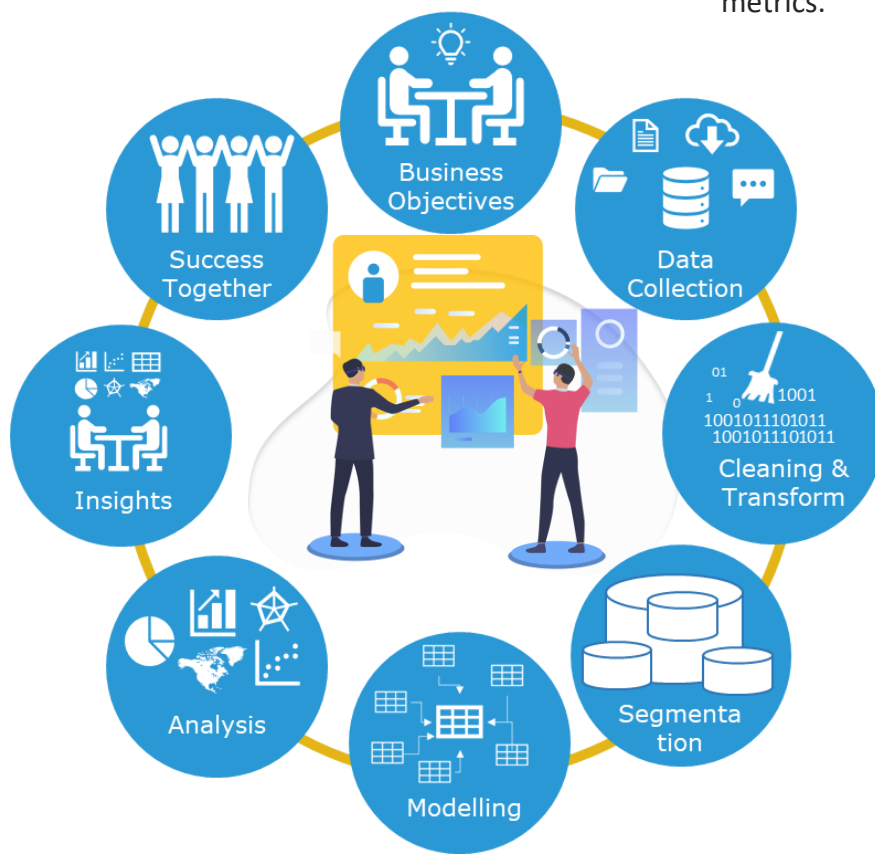 metrics.
Business
Objectives
Data
Collection
01
1
0
1001
1001011101011
1001011101011
Cleaning &
Transform
Segmenta
tion
Modelling
Analysis
Insights
Success
Together